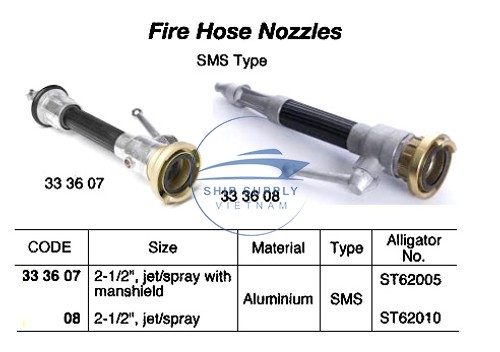 Fire Hose Nozzles
SMS Type
33 36 07
33 36 08
SHIP SUPPLY
VIETNAM
CODE Size Material Type Alligator No.
33 36 07 2-1/2", jet/spray with manshield Aluminium SMS ST62005
08 2-1/2", jet/spray ST62010